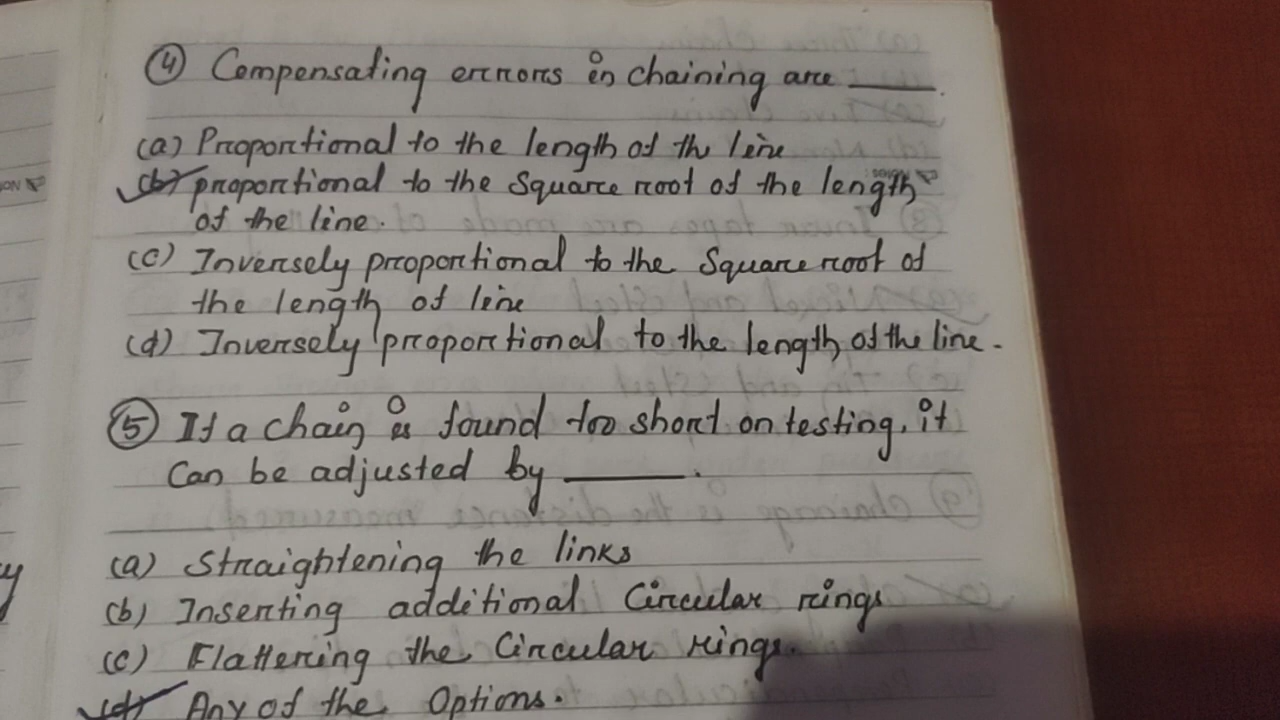 ④ Compensating errors in chaining are ____.
(a) Proportional to the length of the line
(b) proportional to the Square root of the length
of the line.
(c) Inversely proportional to the Square root of
the length of line
(d) Inversely proportional to the length of the line.
⑤ If a chain is found too short on testing, it
Can be adjusted by ____.
(a) Straightening the links
(b) Inserting additional Circular rings
(c) Flattering the Circular rings.
(d) Any of the Options.